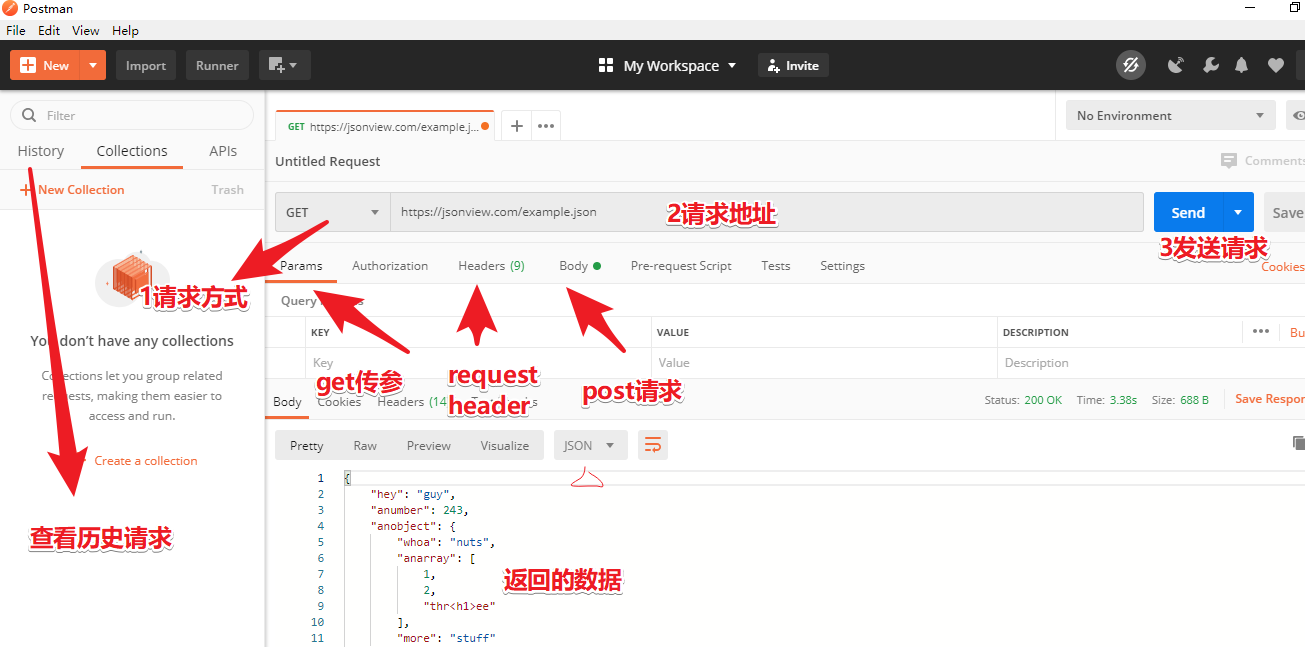 Postman
File Edit View Help
New Import Runner My Workspace Invite
Filter
History Collections APIs
New Collection Trash
You don't have any collections
Collections let you group related
requests, making them easier to
access and run.
Create a collection
查看历史请求
GET https://jsonview.com/example.j...
No Environment
Untitled Request
Comments
GET https://jsonview.com/example.json
2请求地址
Send Save
3发送请求
Params Authorization Headers (9) Body Pre-request Script Tests Settings
Cookies
1请求方式
Query
KEY VALUE DESCRIPTION
Key Value Description
get传参
request
header
post请求
Body Cookies Headers (14
Status: 200 OK Time: 3.38s Size: 688 B Save Respon
Pretty Raw Preview Visualize JSON
1 {
2 "hey": "guy",
3 "anumber": 243,
4 "anobject": {
5 "whoa": "nuts",
6 "anarray": [
7 1,
8 2,
9 "thr<h1>ee"
10 ],
11 "more": "stuff"
返回的数据